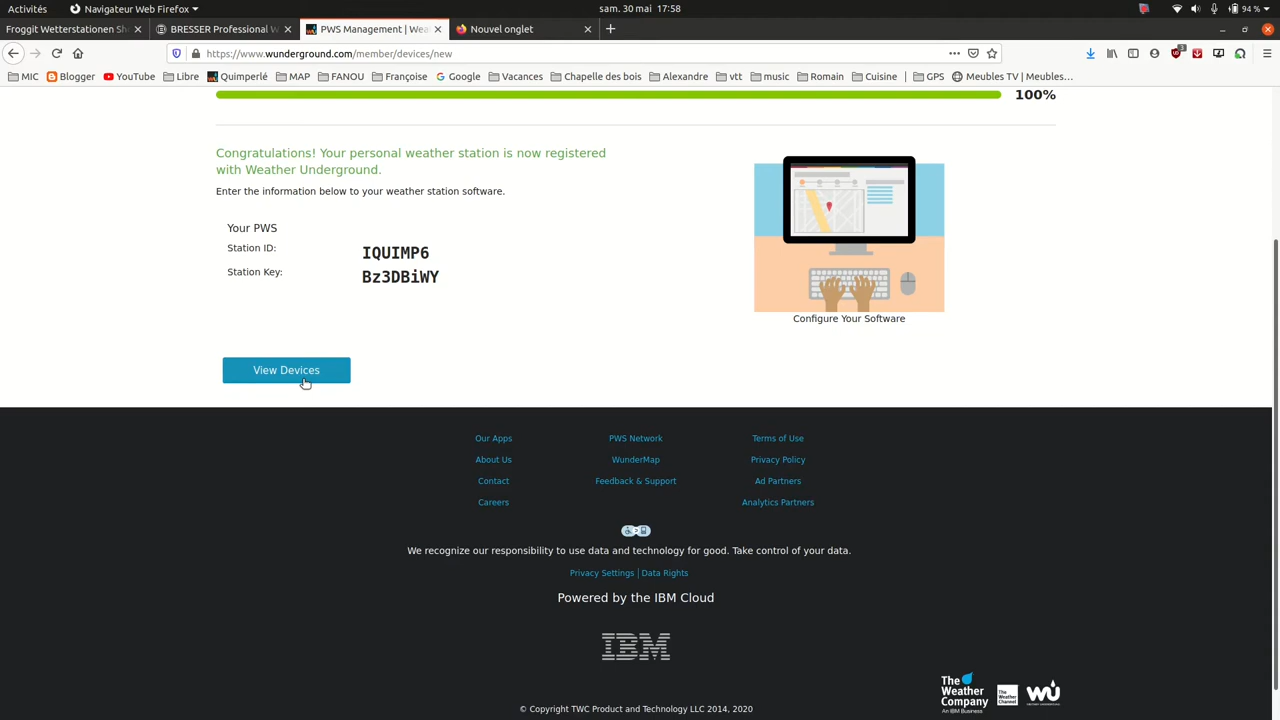 Activités
Navigateur Web Firefox
sam. 30 mai 17:58
94 %
Froggit Wetterstationen Sh
BRESSER Professional W
PWS Management | Wea
Nouvel onglet
https://www.wunderground.com/member/devices/new
MIC
Blogger
YouTube
Libre
Quimperlé
MAP
FANOU
Françoise
Google
Vacances
Chapelle des bois
Alexandre
vtt
music
Romain
Cuisine
GPS
Meubles TV | Meubles…
100%
Congratulations! Your personal weather station is now registered
with Weather Underground.
Enter the information below to your weather station software.
Your PWS
Station ID: IQUIMP6
Station Key: Bz3DBiWY
Configure Your Software
View Devices
Our Apps
PWS Network
Terms of Use
About Us
WunderMap
Privacy Policy
Contact
Feedback & Support
Ad Partners
Careers
Analytics Partners
We recognize our responsibility to use data and technology for good. Take control of your data.
Privacy Settings | Data Rights
Powered by the IBM Cloud
IBM
The
Weather
Company
An IBM Business
The
Weather
Channel
wu
© Copyright TWC Product and Technology LLC 2014, 2020